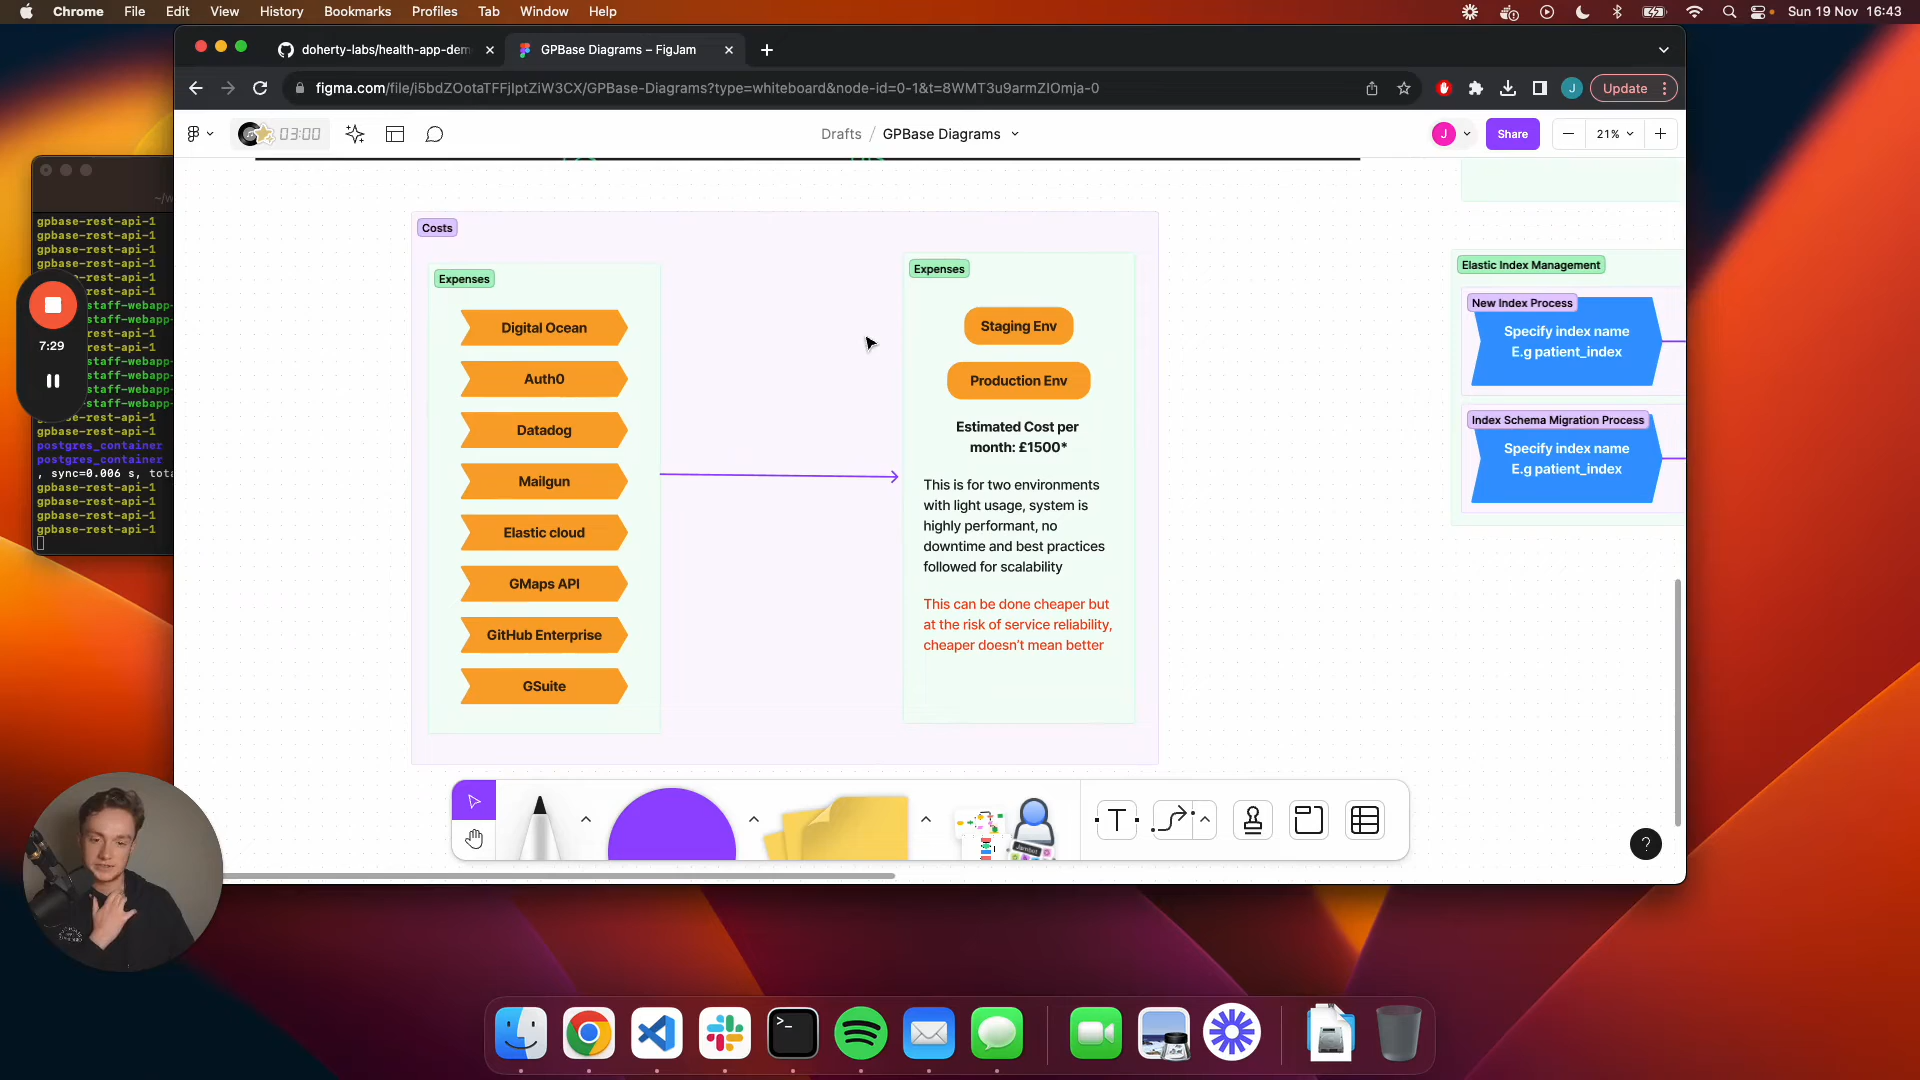 Chrome File Edit View History Bookmarks Profiles Tab Window Help
Sun 19 Nov 16:43
doherty-labs/health-app-dem
GPBase Diagrams – FigJam
figma.com/file/i5bdZOotaTFFjIptZiW3CX/GPBase-Diagrams?type=whiteboard&node-id=0-1&t=8WMT3u9armZIOmja-0
J
Update
03:00
Drafts / GPBase Diagrams
J
Share
21%
gpbase-rest-api-1
gpbase-rest-api-1
gpbase-rest-api-1
gpbase-rest-api-1
gpbase-rest-api-1
gpbase-rest-api-1
staff-webapp-
staff-webapp-
rest-api-1
staff-webapp-
rest-api-1
staff-webapp-
staff-webapp-
gpbase-rest-api-1
postgres_container
postgres_container
, sync=0.006 s, tota
gpbase-rest-api-1
gpbase-rest-api-1
gpbase-rest-api-1
gpbase-rest-api-1
7:29
Costs
Expenses
Digital Ocean
Auth0
Datadog
Mailgun
Elastic cloud
GMaps API
GitHub Enterprise
GSuite
Expenses
Staging Env
Production Env
Estimated Cost per
month: £1500*
This is for two environments
with light usage, system is
highly performant, no
downtime and best practices
followed for scalability
This can be done cheaper but
at the risk of service reliability,
cheaper doesn't mean better
Elastic Index Management
New Index Process
Specify index name
E.g patient_index
Index Schema Migration Process
Specify index name
E.g patient_index
Jambot
T
?